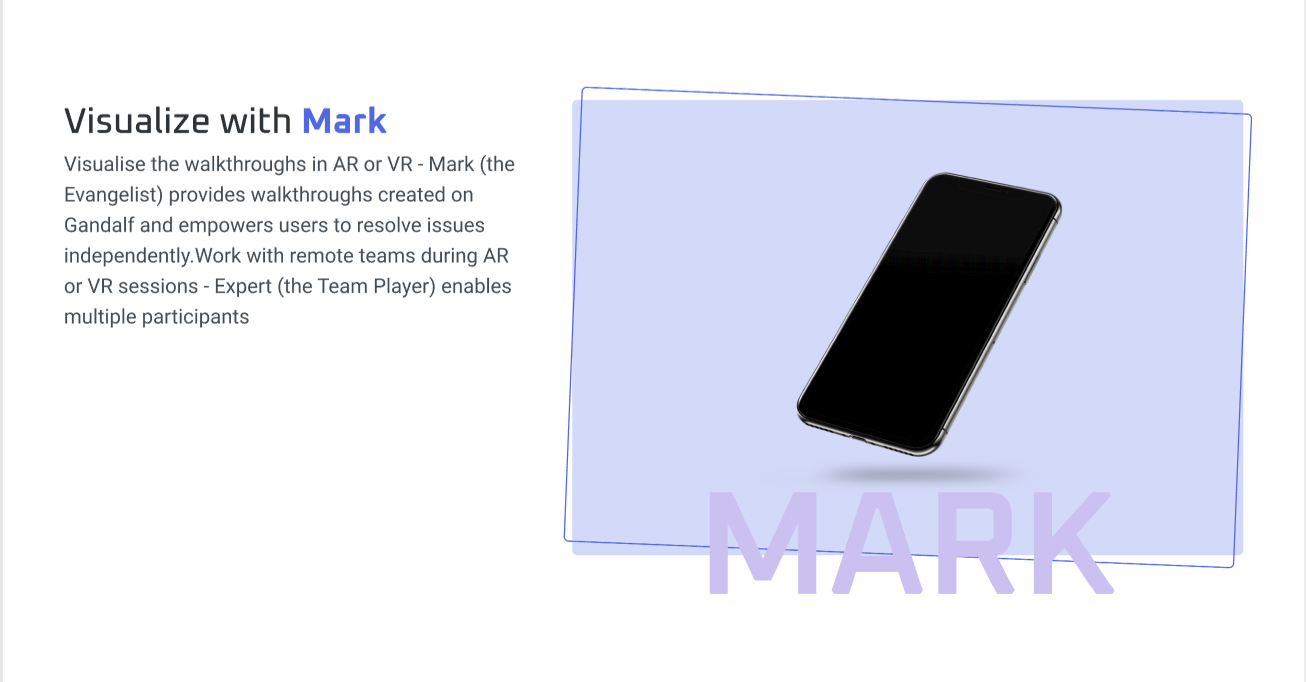 Visualize with Mark
Visualise the walkthroughs in AR or VR - Mark (the
Evangelist) provides walkthroughs created on
Gandalf and empowers users to resolve issues
independently.Work with remote teams during AR
or VR sessions - Expert (the Team Player) enables
multiple participants
MARK